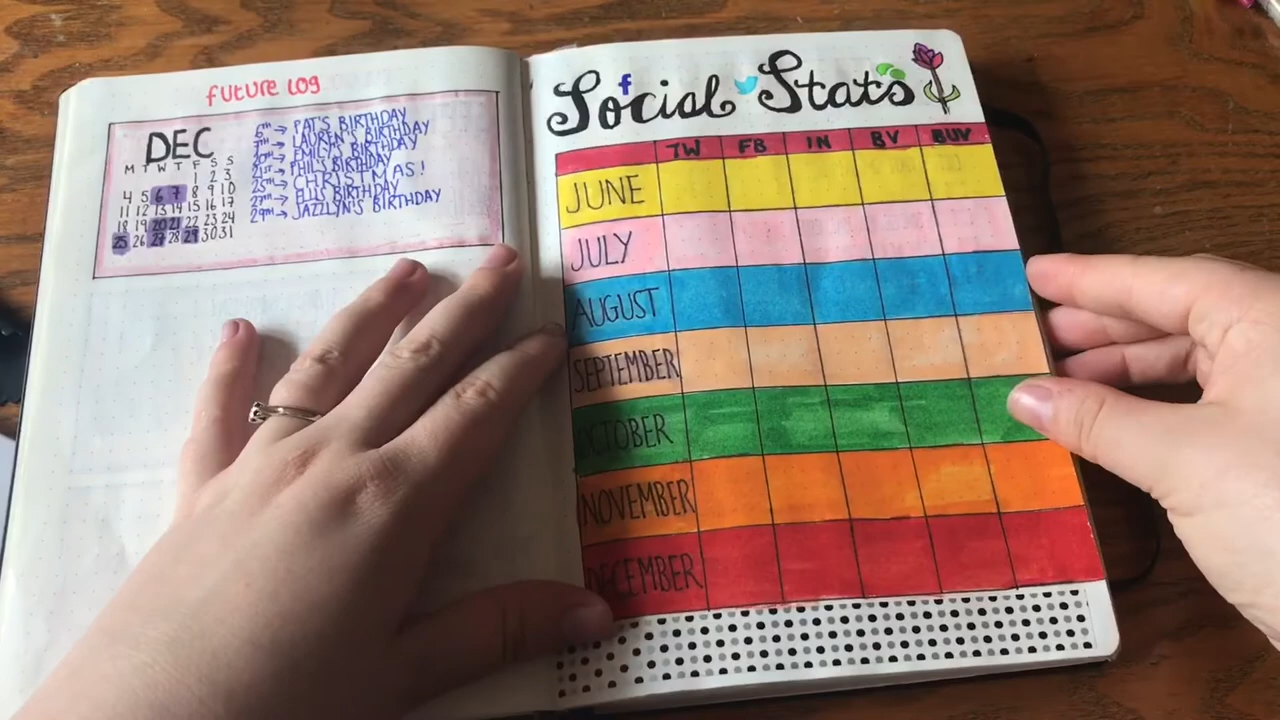 future log
DEC
M T W T F S S
1 2 3
4 5 6 7 8 9 10
11 12 13 14 15 16 17
18 19 20 21 22 23 24
25 26 27 28 29 30 31
6th → PAT'S BIRTHDAY
7th → LAUREN'S BIRTHDAY
20th → EMILY'S BIRTHDAY
21st → PHIL'S BIRTHDAY
25th → CHRISTMAS!
27th → BIRTHDAY
29th → JAZZLYN'S BIRTHDAY
f
Social Stats
TW FB IN BV BUV
JUNE
JULY
AUGUST
SEPTEMBER
OCTOBER
NOVEMBER
DECEMBER